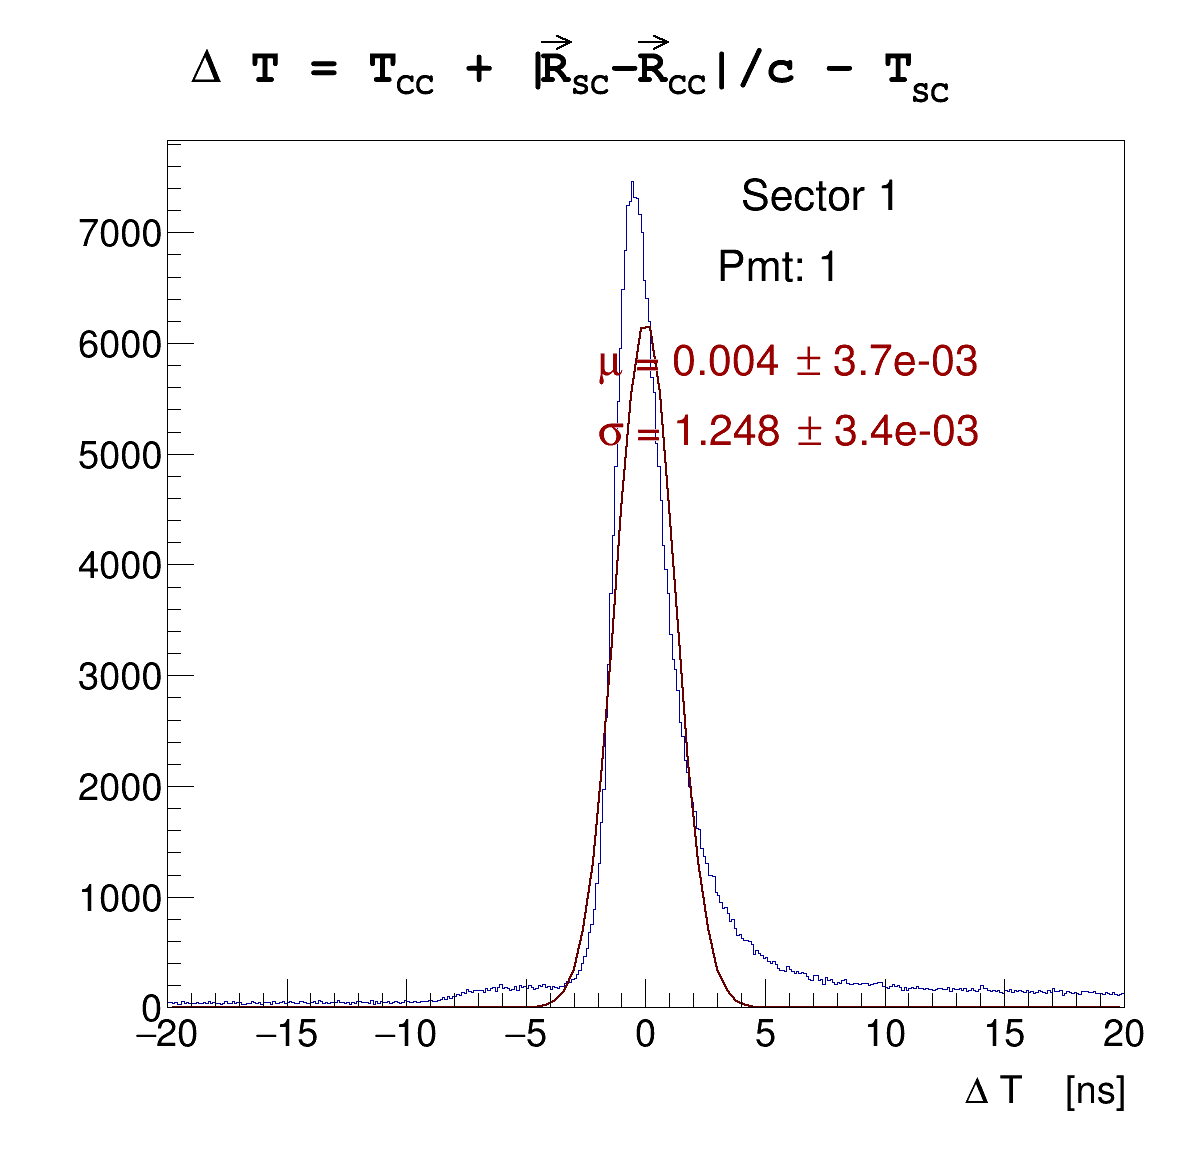 Δ T = T_CC + |R⃗_SC−R⃗_CC|/c − T_SC
Sector 1
Pmt: 1
μ = 0.004 ± 3.7e-03
σ = 1.248 ± 3.4e-03
7000
6000
5000
4000
3000
2000
1000
0
−20 −15 −10 −5 0 5 10 15 20
Δ T [ns]